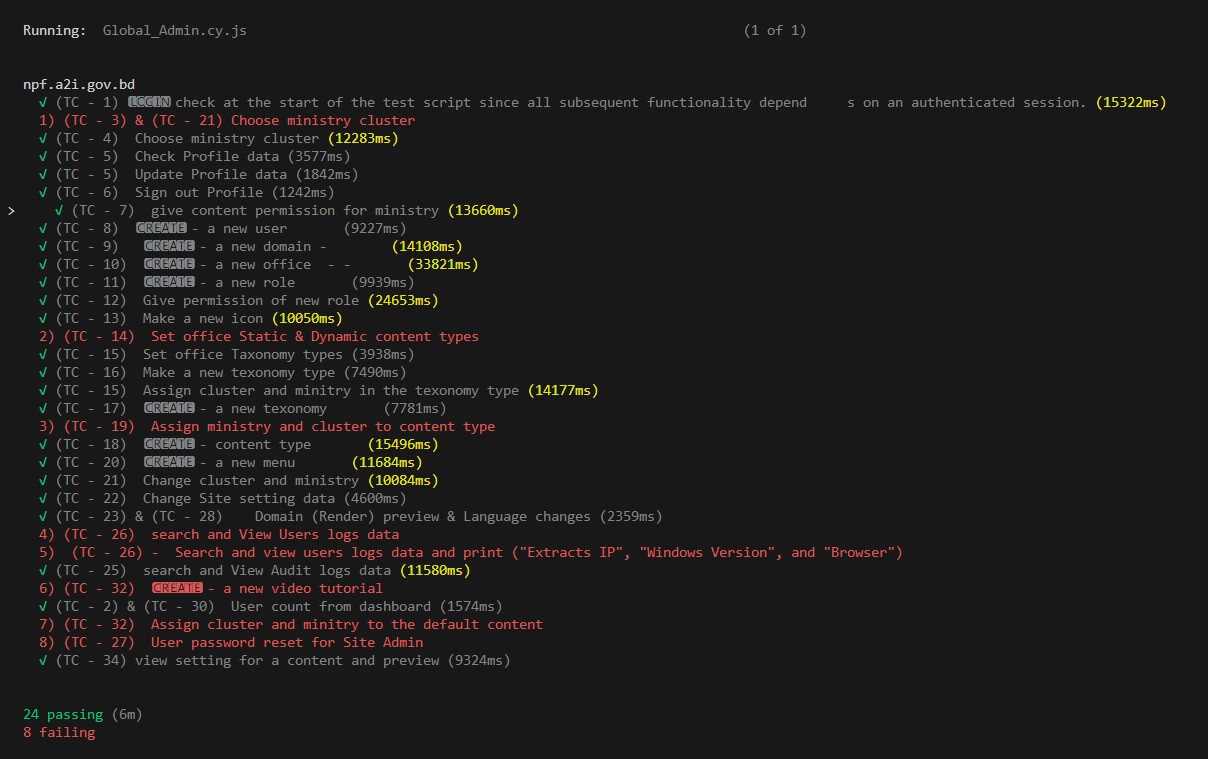 Running: Global_Admin.cy.js (1 of 1)
npf.a2i.gov.bd
√ (TC - 1) LOGIN check at the start of the test script since all subsequent functionality depend s on an authenticated session. (15322ms)
1) (TC - 3) & (TC - 21) Choose ministry cluster
√ (TC - 4) Choose ministry cluster (12283ms)
√ (TC - 5) Check Profile data (3577ms)
√ (TC - 5) Update Profile data (1842ms)
√ (TC - 6) Sign out Profile (1242ms)
> √ (TC - 7) give content permission for ministry (13660ms)
√ (TC - 8) CREATE - a new user (9227ms)
√ (TC - 9) CREATE - a new domain - (14108ms)
√ (TC - 10) CREATE - a new office - - (33821ms)
√ (TC - 11) CREATE - a new role (9939ms)
√ (TC - 12) Give permission of new role (24653ms)
√ (TC - 13) Make a new icon (10050ms)
2) (TC - 14) Set office Static & Dynamic content types
√ (TC - 15) Set office Taxonomy types (3938ms)
√ (TC - 16) Make a new texonomy type (7490ms)
√ (TC - 15) Assign cluster and minitry in the texonomy type (14177ms)
√ (TC - 17) CREATE - a new texonomy (7781ms)
3) (TC - 19) Assign ministry and cluster to content type
√ (TC - 18) CREATE - content type (15496ms)
√ (TC - 20) CREATE - a new menu (11684ms)
√ (TC - 21) Change cluster and ministry (10084ms)
√ (TC - 22) Change Site setting data (4600ms)
√ (TC - 23) & (TC - 28) Domain (Render) preview & Language changes (2359ms)
4) (TC - 26) search and View Users logs data
5) (TC - 26) - Search and view users logs data and print ("Extracts IP", "Windows Version", and "Browser")
√ (TC - 25) search and View Audit logs data (11580ms)
6) (TC - 32) CREATE - a new video tutorial
√ (TC - 2) & (TC - 30) User count from dashboard (1574ms)
7) (TC - 32) Assign cluster and minitry to the default content
8) (TC - 27) User password reset for Site Admin
√ (TC - 34) view setting for a content and preview (9324ms)
24 passing (6m)
8 failing